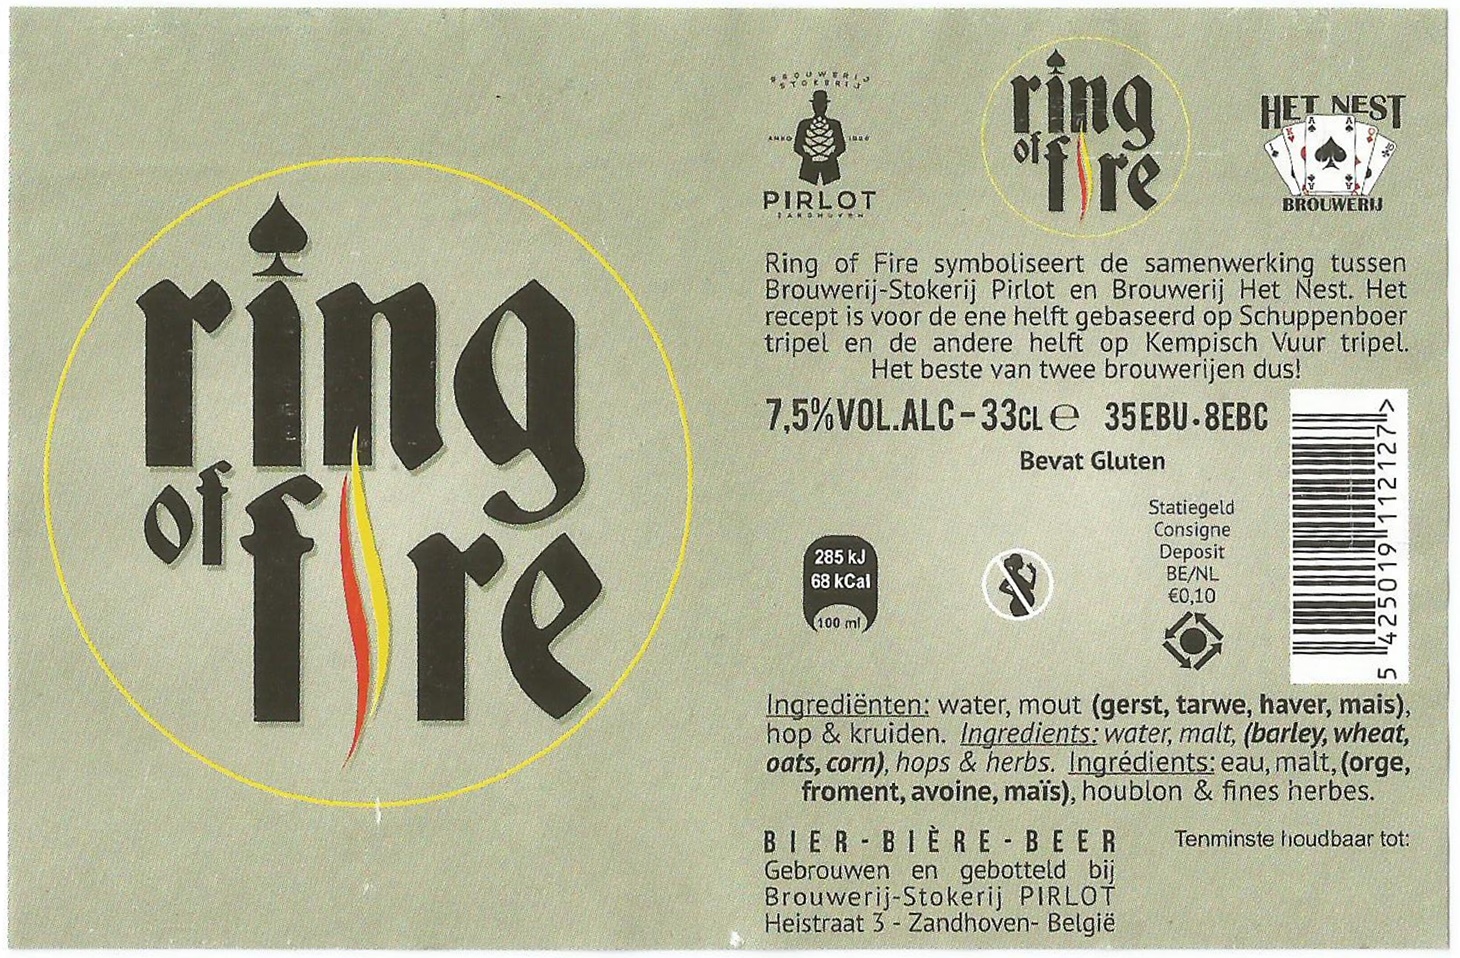 ring
of fire
BROUWERIJ
STOKERIJ
ANNO 1886
PIRLOT
ZANDHOVEN
ring
of fire
HET NEST
BROUWERIJ
Ring of Fire symboliseert de samenwerking tussen
Brouwerij-Stokerij Pirlot en Brouwerij Het Nest. Het
recept is voor de ene helft gebaseerd op Schuppenboer
tripel en de andere helft op Kempisch Vuur tripel.
Het beste van twee brouwerijen dus!
7,5%VOL.ALC-33CL ℮ 35EBU·8EBC
Bevat Gluten
285 kJ
68 kCal
100 ml
Statiegeld
Consigne
Deposit
BE/NL
€0,10
5 425019 112127 >
Ingrediënten: water, mout (gerst, tarwe, haver, mais),
hop & kruiden. Ingredients: water, malt, (barley, wheat,
oats, corn), hops & herbs. Ingrédients: eau, malt, (orge,
froment, avoine, maïs), houblon & fines herbes.
BIER-BIÈRE-BEER
Gebrouwen en gebotteld bij
Brouwerij-Stokerij PIRLOT
Heistraat 3 - Zandhoven- België
Tenminste houdbaar tot: